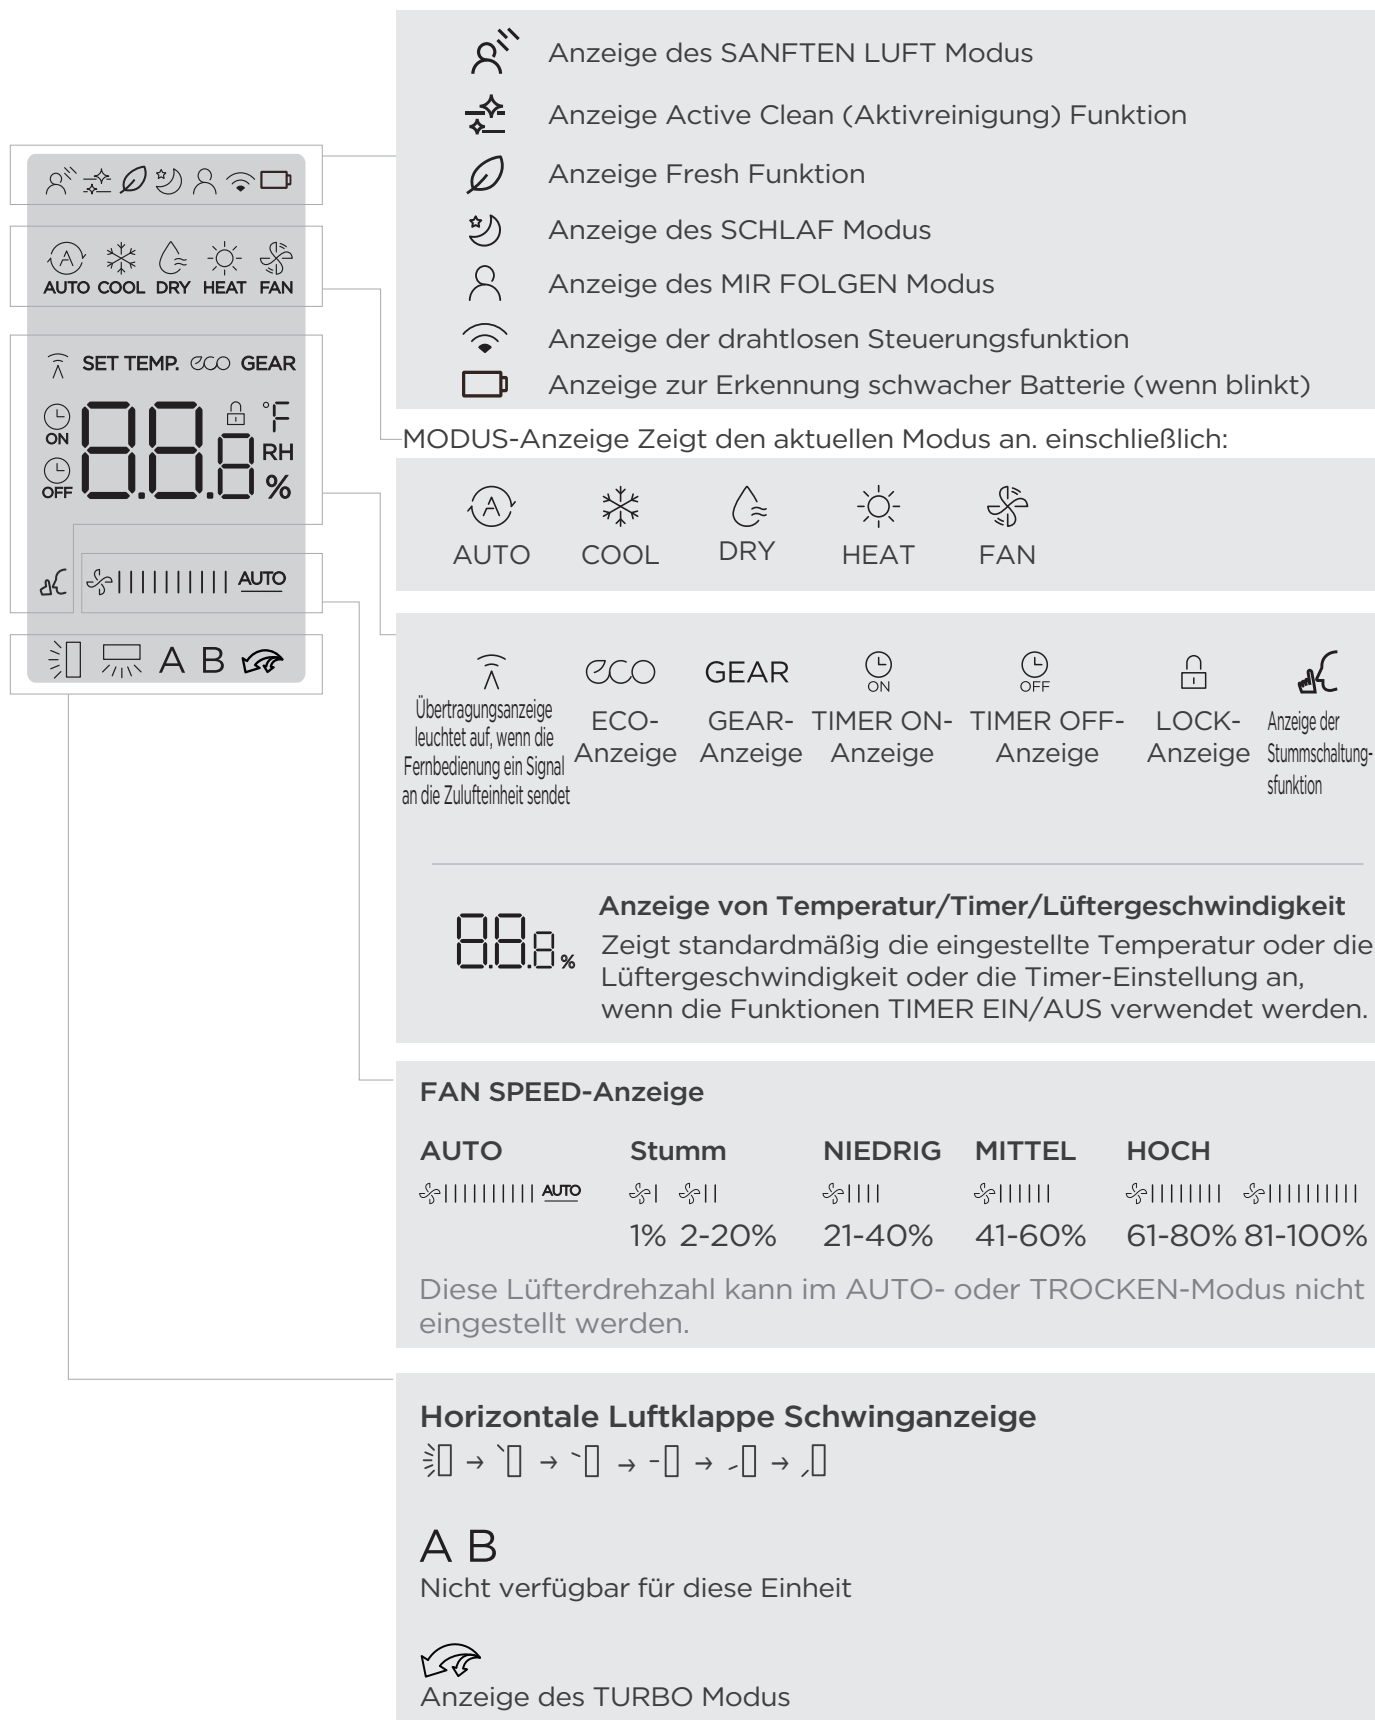 Anzeige des SANFTEN LUFT Modus
Anzeige Active Clean (Aktivreinigung) Funktion
Anzeige Fresh Funktion
Anzeige des SCHLAF Modus
Anzeige des MIR FOLGEN Modus
Anzeige der drahtlosen Steuerungsfunktion
Anzeige zur Erkennung schwacher Batterie (wenn blinkt)
A
AUTO COOL DRY HEAT FAN
SET TEMP. eco GEAR
ON
OFF
88.8 °F
RH
%
AUTO
A B
MODUS-Anzeige Zeigt den aktuellen Modus an. einschließlich:
A
AUTO COOL DRY HEAT FAN
eco GEAR ON OFF
Übertragungsanzeige
leuchtet auf, wenn die
Fernbedienung ein Signal
an die Zulufteinheit sendet
ECO-
Anzeige
GEAR-
Anzeige
TIMER ON-
Anzeige
TIMER OFF-
Anzeige
LOCK-
Anzeige
Anzeige der
Stummschaltung-
sfunktion
88.8 %
Anzeige von Temperatur/Timer/Lüftergeschwindigkeit
Zeigt standardmäßig die eingestellte Temperatur oder die
Lüftergeschwindigkeit oder die Timer-Einstellung an,
wenn die Funktionen TIMER EIN/AUS verwendet werden.
FAN SPEED-Anzeige
AUTO Stumm NIEDRIG MITTEL HOCH
AUTO
1% 2-20% 21-40% 41-60% 61-80% 81-100%
Diese Lüfterdrehzahl kann im AUTO- oder TROCKEN-Modus nicht
eingestellt werden.
Horizontale Luftklappe Schwinganzeige
A B
Nicht verfügbar für diese Einheit
Anzeige des TURBO Modus